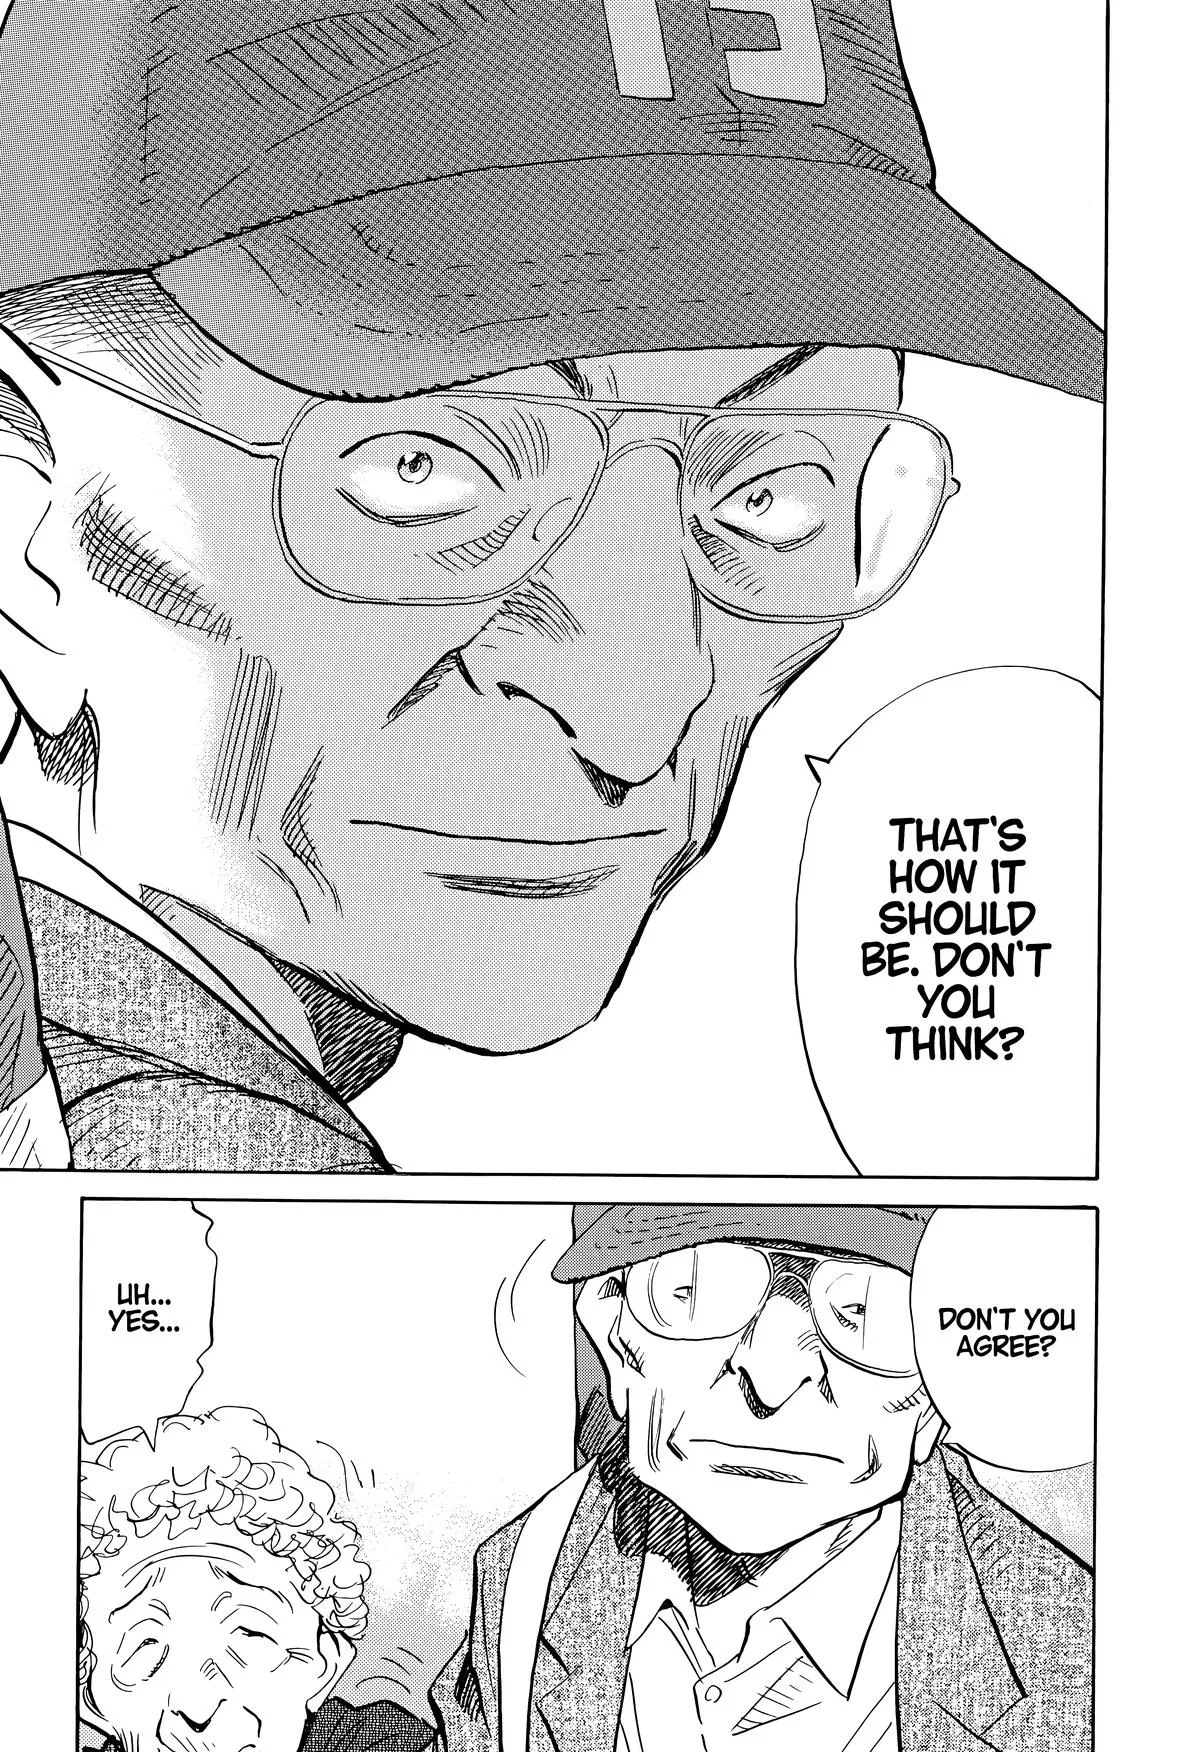 THAT'S
HOW IT
SHOULD
BE. DON'T
YOU
THINK?
DON'T YOU
AGREE?
UH...
YES...